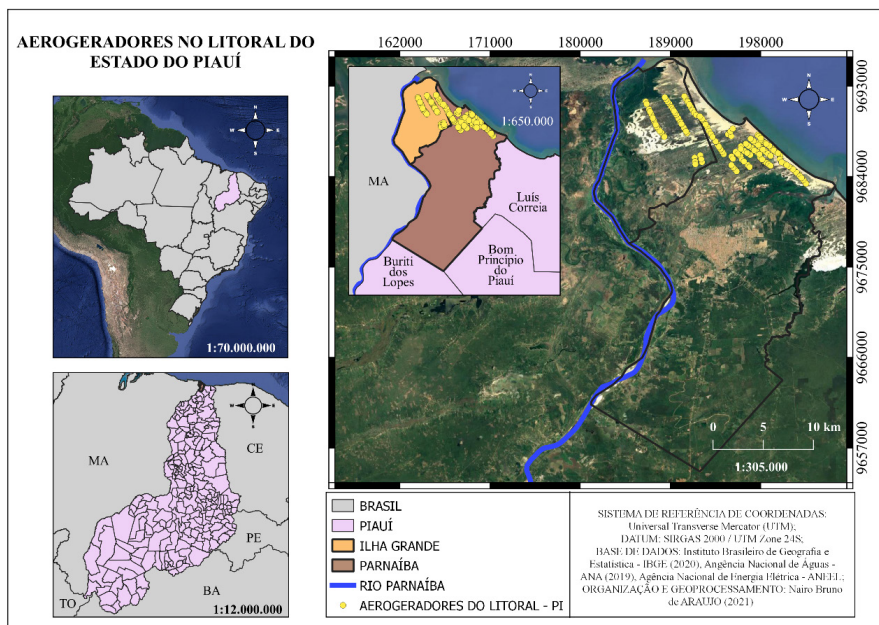 AEROGERADORES NO LITORAL DO
ESTADO DO PIAUÍ
N
W
E
S
1:70.000.000
MA
CE
PE
BA
TO
N
W
E
S
1:12.000.000
162000
171000
180000
189000
198000
9693000
9684000
9675000
9666000
9657000
N
W
E
S
1:650.000
MA
Luís
Correia
Bom
Princípio
do
Piauí
Buriti
dos
Lopes
N
W
E
S
0 5 10 km
1:305.000
BRASIL
PIAUÍ
ILHA GRANDE
PARNAÍBA
RIO PARNAÍBA
AEROGERADORES DO LITORAL - PI
SISTEMA DE REFERÊNCIA DE COORDENADAS:
Universal Transverse Mercator (UTM);
DATUM: SIRGAS 2000 / UTM Zone 24S;
BASE DE DADOS: Instituto Brasileiro de Geografia e
Estatística - IBGE (2020), Angência Nacional de Águas -
ANA (2019), Agência Nacional de Energia Elétrica - ANEEL;
ORGANIZAÇÃO E GEOPROCESSAMENTO: Nairo Bruno
de ARAUJO (2021)